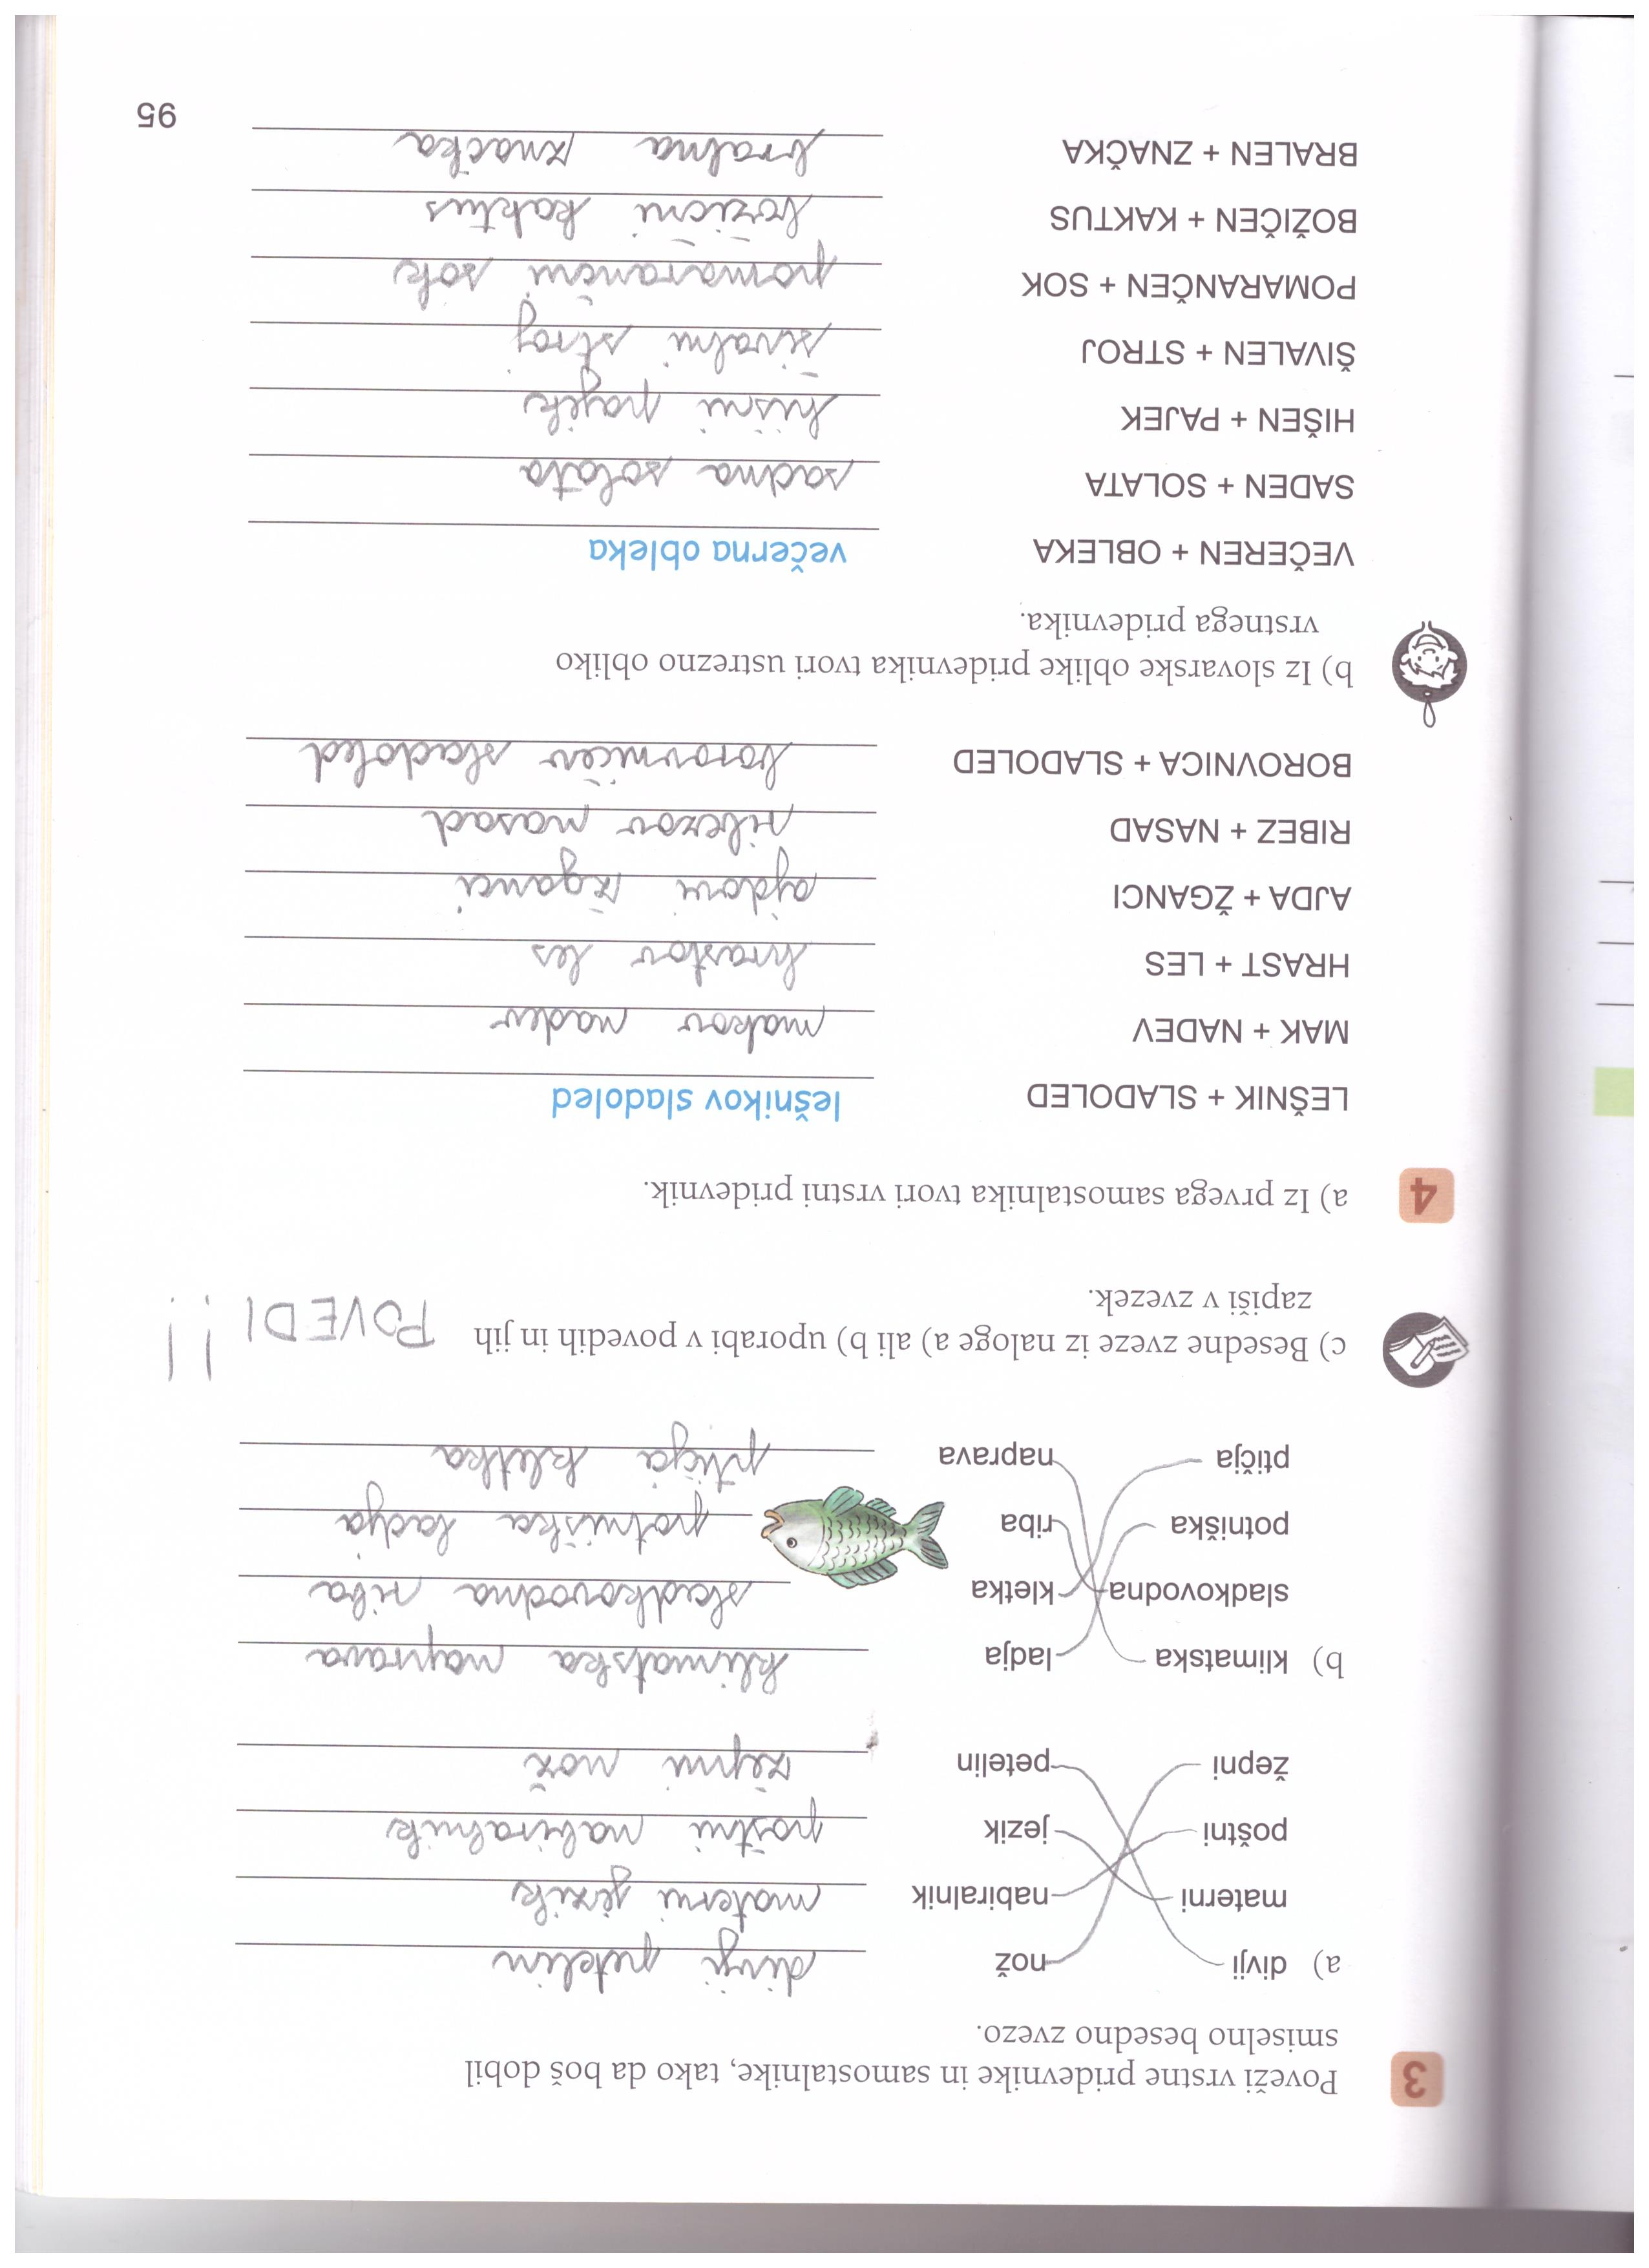 3 Poveži vrstne pridevnike in samostalnike, tako da boš dobil
smiselno besedno zvezo.
a) divji nož divji petelin
materni nabiralnik materni jezik
poštni jezik poštni nabiralnik
žepni petelin žepni nož
b) klimatska ladja klimatska naprava
sladkovodna kletka sladkovodna riba
potniška riba potniška ladja
ptičja naprava ptičja kletka
c) Besedne zveze iz naloge a) ali b) uporabi v povedih in jih POVEDI !!
zapiši v zvezek.
4 a) Iz prvega samostalnika tvori vrstni pridevnik.
LEŠNIK + SLADOLED lešnikov sladoled
MAK + NADEV makov nadev
HRAST + LES hrastov les
AJDA + ŽGANCI ajdovi žganci
RIBEZ + NASAD ribezov nasad
BOROVNICA + SLADOLED borovničev sladoled
b) Iz slovarske oblike pridevnika tvori ustrezno obliko
vrstnega pridevnika.
VEČEREN + OBLEKA večerna obleka
SADEN + SOLATA sadna solata
HIŠEN + PAJEK hišni pajek
ŠIVALEN + STROJ šivalni stroj
POMARANČEN + SOK pomarančni sok
BOŽIČEN + KAKTUS božični kaktus
BRALEN + ZNAČKA bralna značka
95